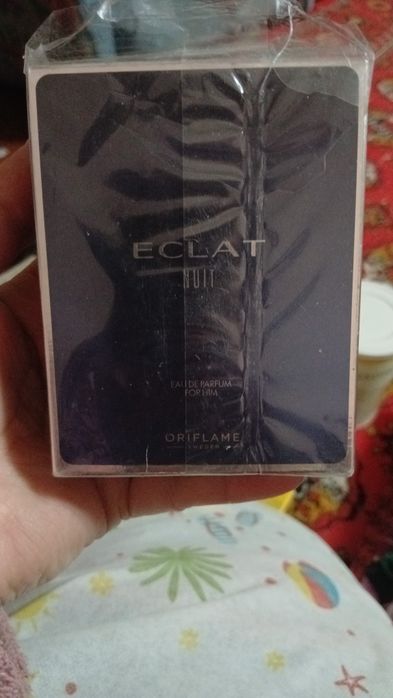 ECLAT
NUIT
EAU DE PARFUM
FOR HIM
ORIFLAME
SWEDEN